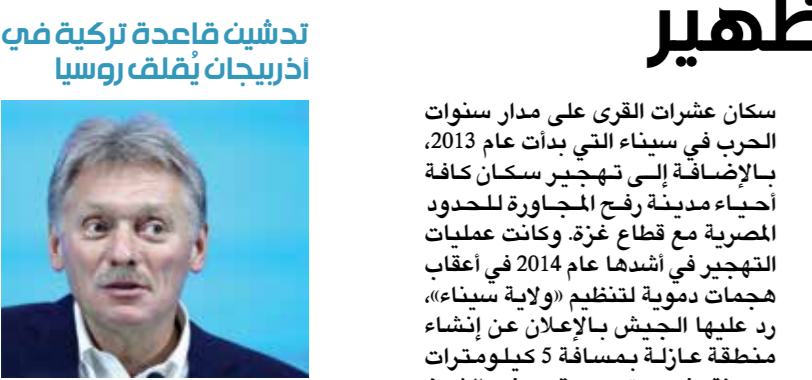 ظهير
سكان عشرات القرى على مدار سنوات
الحرب في سيناء التي بدأت عام 2013،
بالإضافة إلى تهجير سكان كافة
أحياء مدينة رفح المجاورة للحدود
المصرية مع قطاع غزة. وكانت عمليات
التهجير في أشدها عام 2014 في أعقاب
هجمات دموية لتنظيم «ولاية سيناء»،
رد عليها الجيش بالإعلان عن إنشاء
منطقة عازلة بمسافة 5 كيلومترات
تدشين قاعدة تركية في
أذربيجان يُقلق روسيا